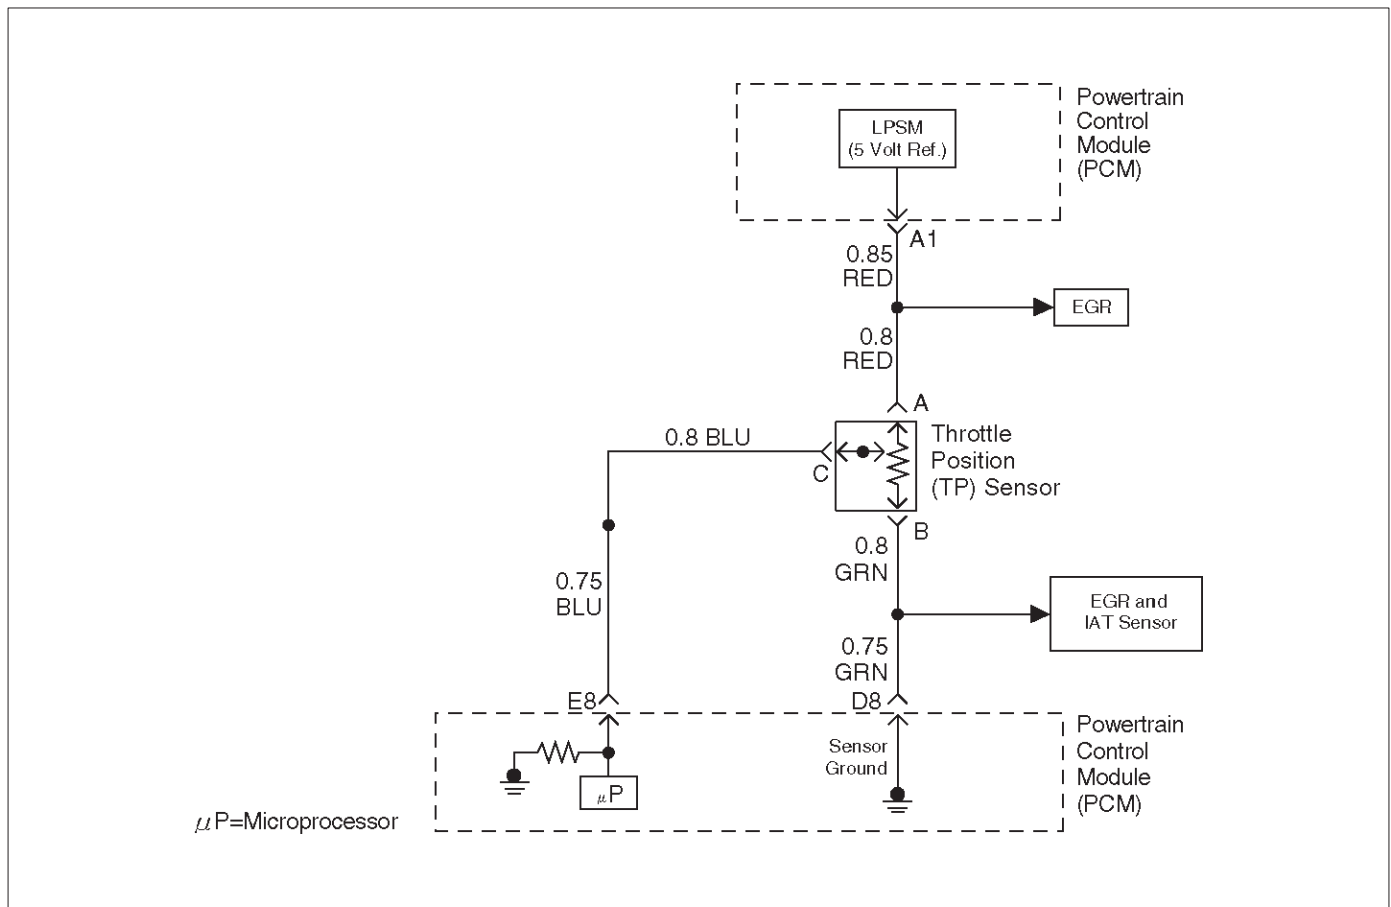 Powertrain
Control
Module
(PCM)
LPSM
(5 Volt Ref.)
A1
0.85
RED
EGR
0.8
RED
A
0.8 BLU
C
Throttle
Position
(TP) Sensor
B
0.8
GRN
0.75
BLU
EGR and
IAT Sensor
0.75
GRN
E8
D8
Powertrain
Control
Module
(PCM)
Sensor
Ground
μP
μP=Microprocessor